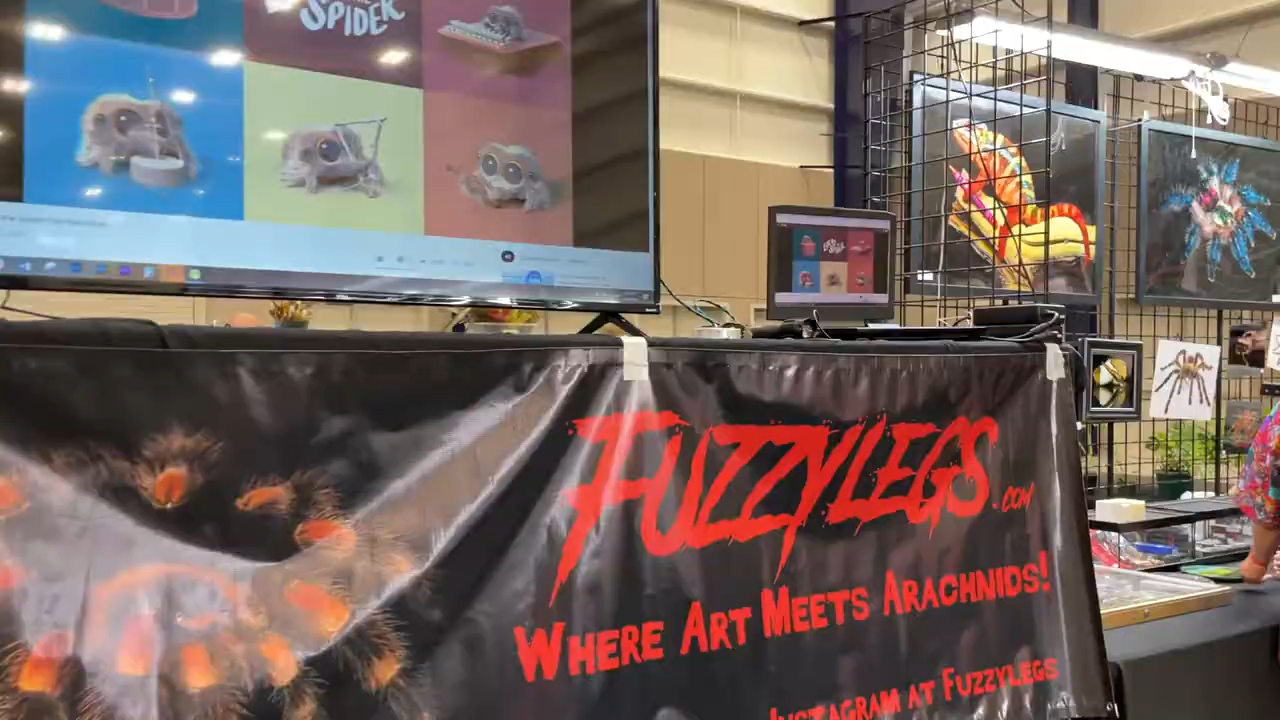 SPIDER
FUZZYLEGS.COM
WHERE ART MEETS ARACHNIDS!
INSTAGRAM AT FUZZYLEGS